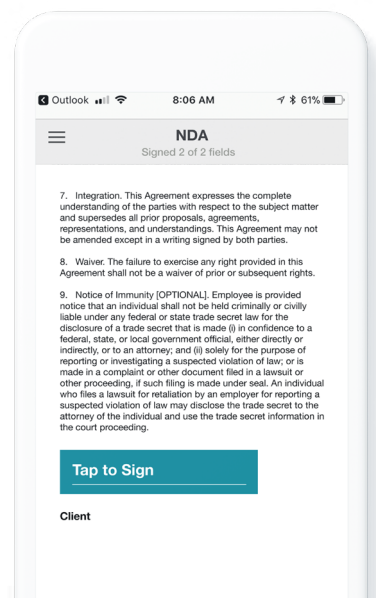 Outlook 8:06 AM 61%
NDA
Signed 2 of 2 fields
7. Integration. This Agreement expresses the complete
understanding of the parties with respect to the subject matter
and supersedes all prior proposals, agreements,
representations, and understandings. This Agreement may not
be amended except in a writing signed by both parties.
8. Waiver. The failure to exercise any right provided in this
Agreement shall not be a waiver of prior or subsequent rights.
9. Notice of Immunity [OPTIONAL]. Employee is provided
notice that an individual shall not be held criminally or civilly
liable under any federal or state trade secret law for the
disclosure of a trade secret that is made (i) in confidence to a
federal, state, or local government official, either directly or
indirectly, or to an attorney; and (ii) solely for the purpose of
reporting or investigating a suspected violation of law; or is
made in a complaint or other document filed in a lawsuit or
other proceeding, if such filing is made under seal. An individual
who files a lawsuit for retaliation by an employer for reporting a
suspected violation of law may disclose the trade secret to the
attorney of the individual and use the trade secret information in
the court proceeding.
Tap to Sign
Client